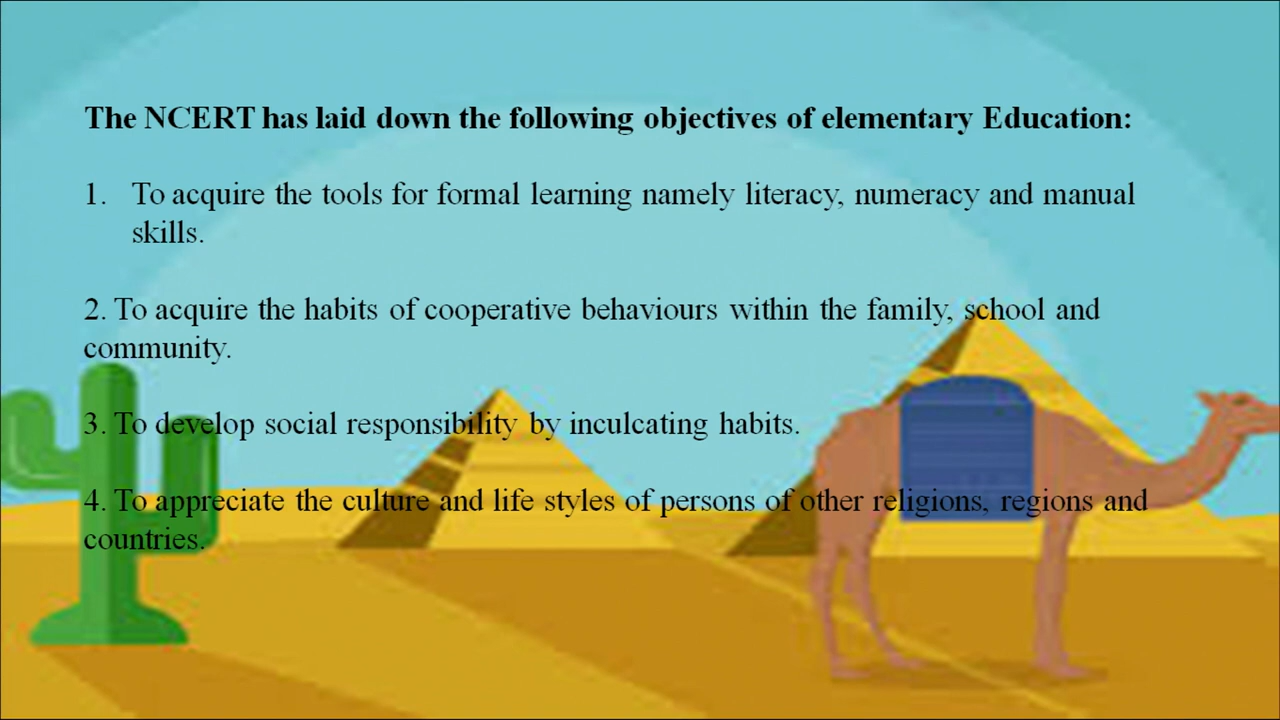 The NCERT has laid down the following objectives of elementary Education:
1. To acquire the tools for formal learning namely literacy, numeracy and manual
skills.
2. To acquire the habits of cooperative behaviours within the family, school and
community.
3. To develop social responsibility by inculcating habits.
4. To appreciate the culture and life styles of persons of other religions, regions and
countries.